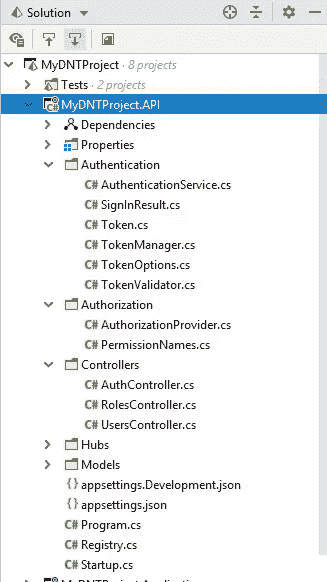 Solution
MyDNTProject · 8 projects
Tests · 2 projects
MyDNTProject.API
Dependencies
Properties
Authentication
C# AuthenticationService.cs
C# SignInResult.cs
C# Token.cs
C# TokenManager.cs
C# TokenOptions.cs
C# TokenValidator.cs
Authorization
C# AuthorizationProvider.cs
C# PermissionNames.cs
Controllers
C# AuthController.cs
C# RolesController.cs
C# UsersController.cs
Hubs
Models
appsettings.Development.json
appsettings.json
C# Program.cs
C# Registry.cs
C# Startup.cs